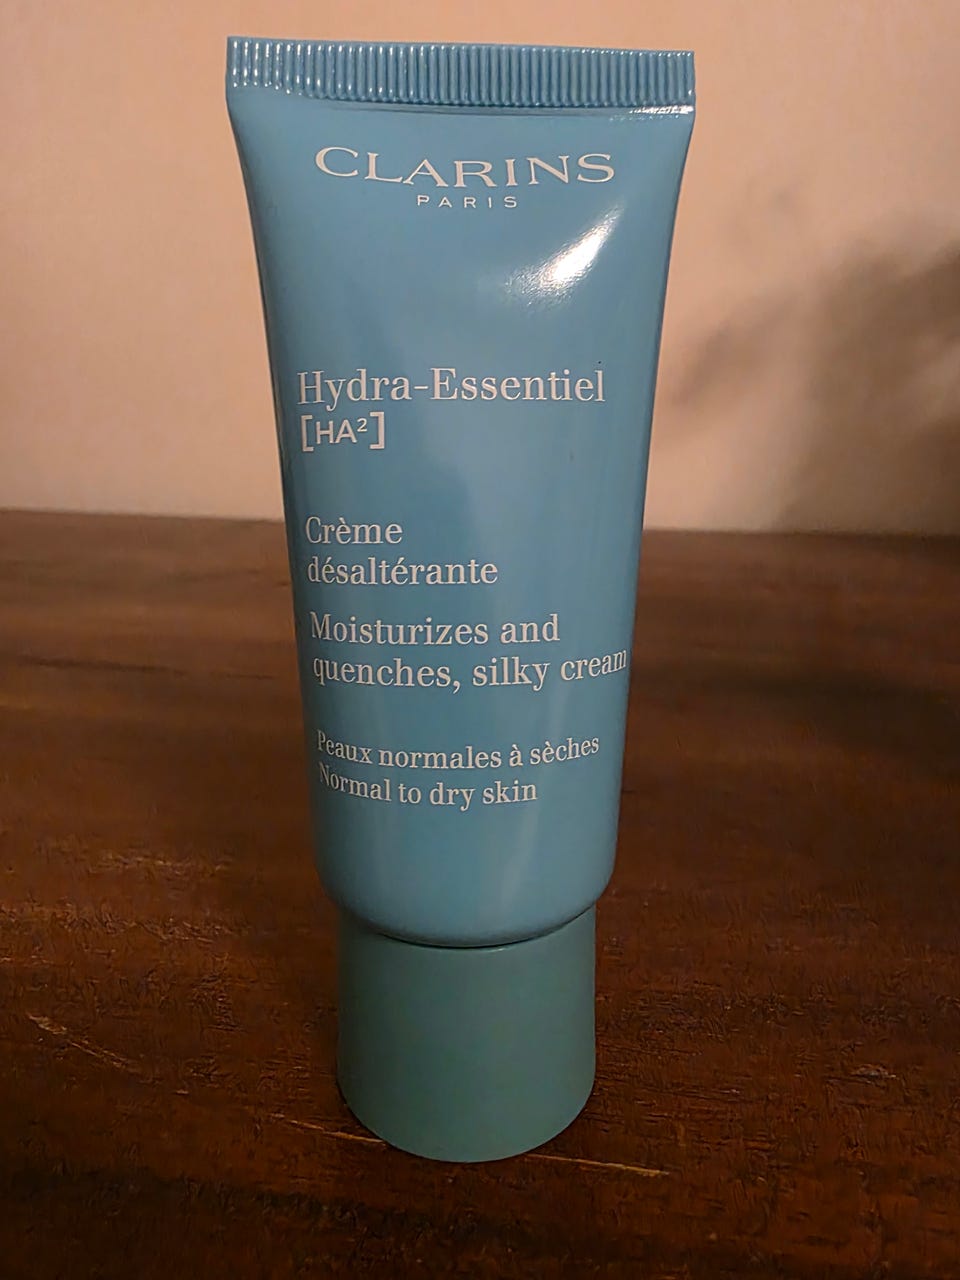 CLARINS
PARIS
Hydra-Essentiel
[HA²]
Crème
désaltérante
Moisturizes and
quenches, silky cream
Peaux normales à sèches
Normal to dry skin